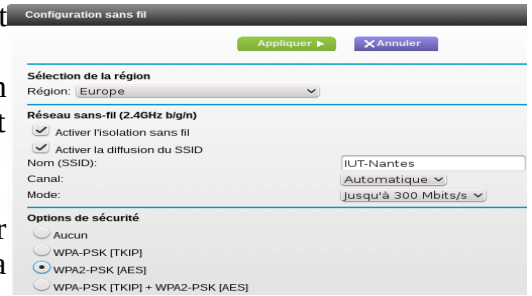 t
Configuration sans fil
Appliquer
Annuler
Sélection de la région
n
Région: Europe
Réseau sans-fil (2.4GHz b/g/n)
t
Activer l'isolation sans fil
Activer la diffusion du SSID
Nom (SSID): IUT-Nantes
Canal: Automatique
Mode: Jusqu'à 300 Mbits/s
Options de sécurité
r
Aucun
WPA-PSK [TKIP]
a
WPA2-PSK [AES]
WPA-PSK [TKIP] + WPA2-PSK [AES]